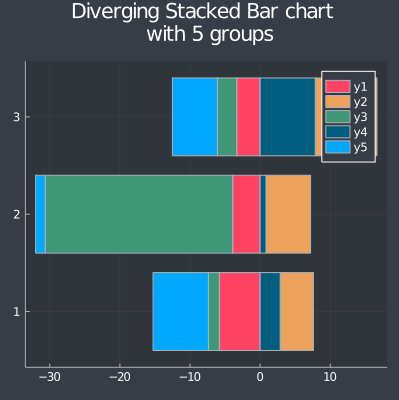 Diverging Stacked Bar chart
with 5 groups
3
2
1
y1
y2
y3
y4
y5
−30
−20
−10
0
10